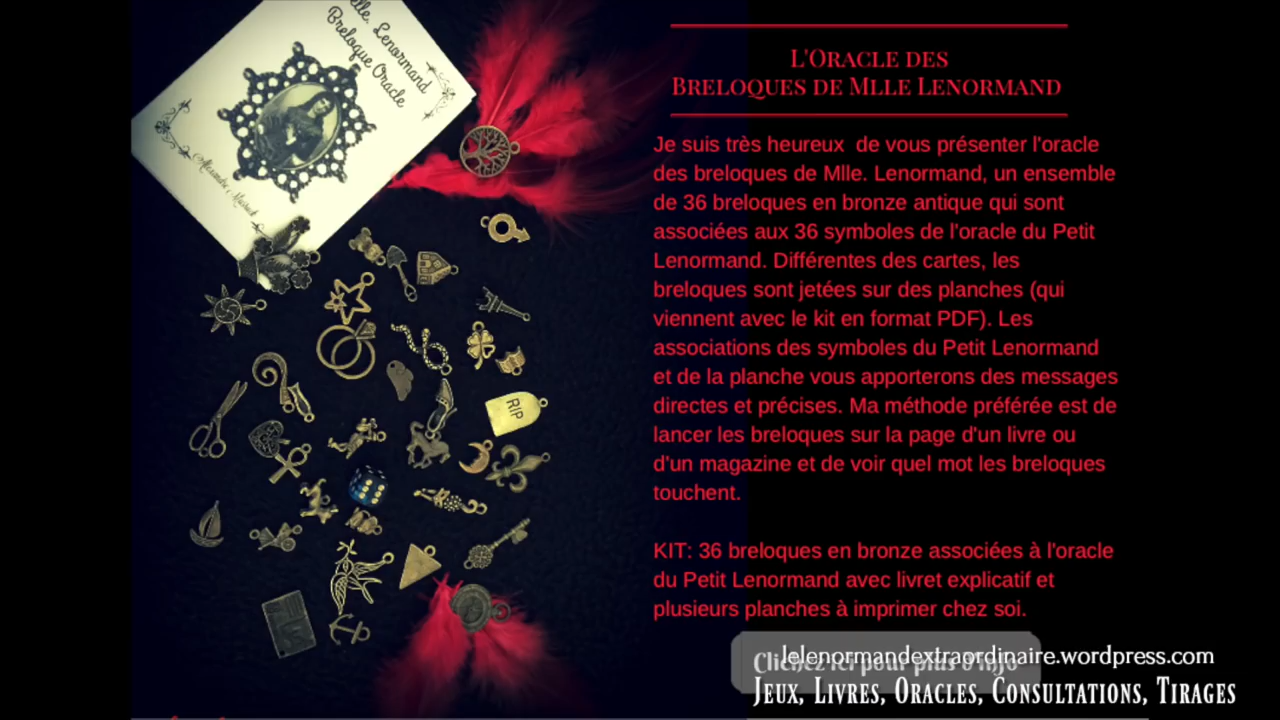 lle. Lenormand
Breloque Oracle
L'ORACLE DES
BRELOQUES DE MLLE LENORMAND
Je suis très heureux  de vous présenter l'oracle
des breloques de Mlle. Lenormand, un ensemble
de 36 breloques en bronze antique qui sont
associées aux 36 symboles de l'oracle du Petit
Lenormand. Différentes des cartes, les
breloques sont jetées sur des planches (qui
viennent avec le kit en format PDF). Les
associations des symboles du Petit Lenormand
et de la planche vous apporterons des messages
directes et précises. Ma méthode préférée est de
lancer les breloques sur la page d'un livre ou
d'un magazine et de voir quel mot les breloques
touchent.
RIP
KIT: 36 breloques en bronze associées à l'oracle
du Petit Lenormand avec livret explicatif et
plusieurs planches à imprimer chez soi.
Cliquez ici pour plus d'info
lelenormandextraordinaire.wordpress.com
JEUX, LIVRES, ORACLES, CONSULTATIONS, TIRAGES